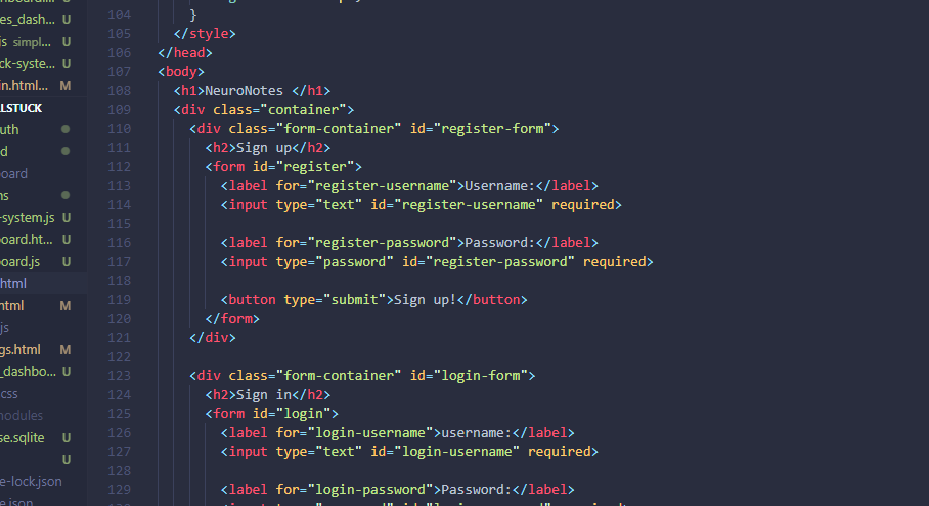 es_dash... U
js simpl... U
ck-syste... U
in.html... M
LLSTUCK
uth
d
oard
ns
-system.js U
board.ht... U
board.js U
html
html M
js
gs.html M
_dashbo... U
css
modules
se.sqlite U
U
e-lock.json
e.json
104 }
105 </style>
106 </head>
107 <body>
108 <h1>NeuroNotes </h1>
109 <div class="container">
110 <div class="form-container" id="register-form">
111 <h2>Sign up</h2>
112 <form id="register">
113 <label for="register-username">Username:</label>
114 <input type="text" id="register-username" required>
115
116 <label for="register-password">Password:</label>
117 <input type="password" id="register-password" required>
118
119 <button type="submit">Sign up!</button>
120 </form>
121 </div>
122
123 <div class="form-container" id="login-form">
124 <h2>Sign in</h2>
125 <form id="login">
126 <label for="login-username">username:</label>
127 <input type="text" id="login-username" required>
128
129 <label for="login-password">Password:</label>